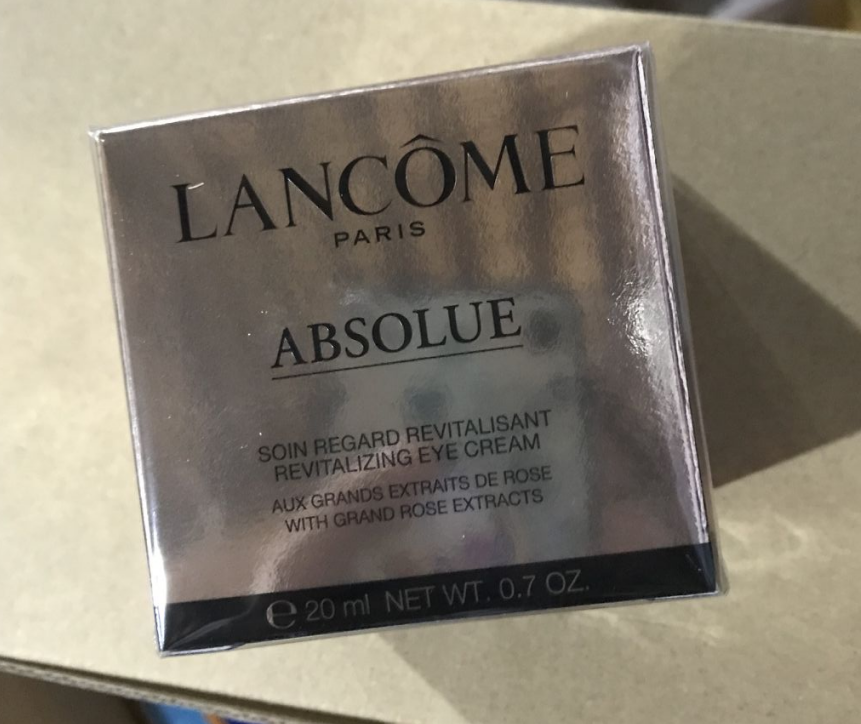 LANCÔME
PARIS
ABSOLUE
SOIN REGARD REVITALISANT
REVITALIZING EYE CREAM
AUX GRANDS EXTRAITS DE ROSE
WITH GRAND ROSE EXTRACTS
℮ 20 ml NET WT. 0.7 OZ.